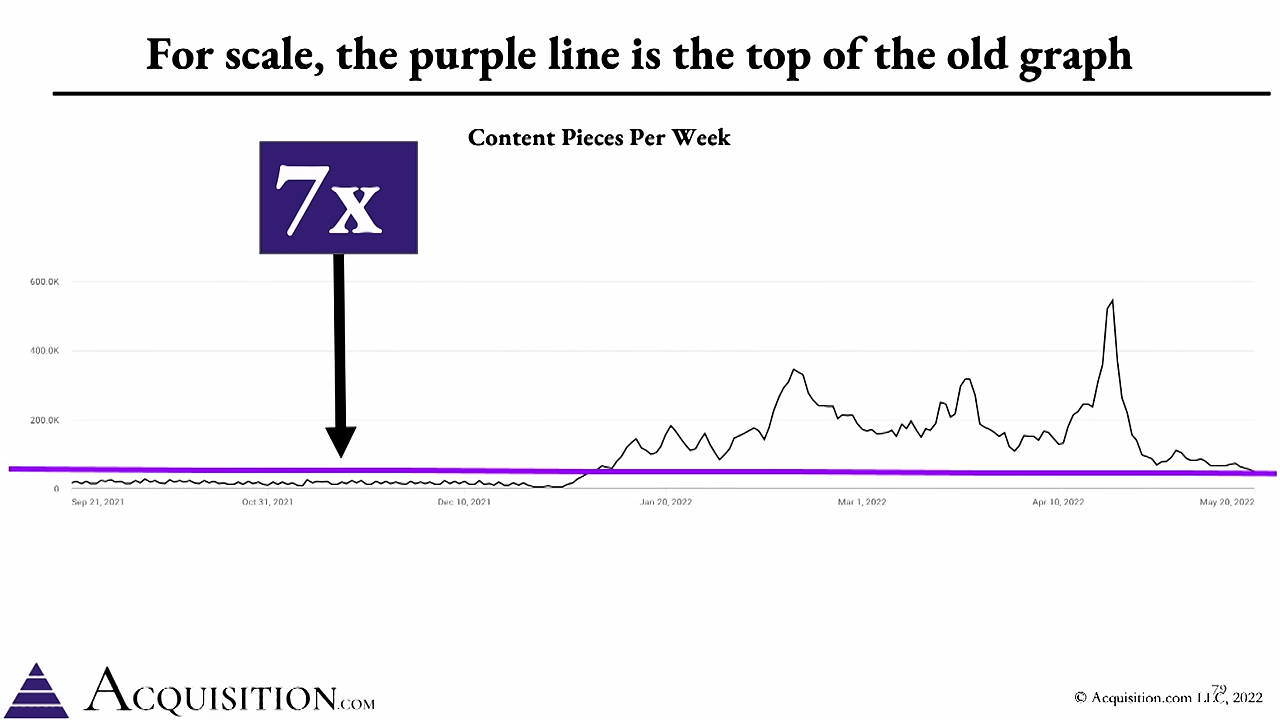 For scale, the purple line is the top of the old graph
Content Pieces Per Week
7x
600.0K
400.0K
200.0K
0
Sep 21, 2021 Oct 31, 2021 Dec 10, 2021 Jan 20, 2022 Mar 1, 2022 Apr 10, 2022 May 20, 2022
ACQUISITION.COM
79
© Acquisition.com LLC, 2022